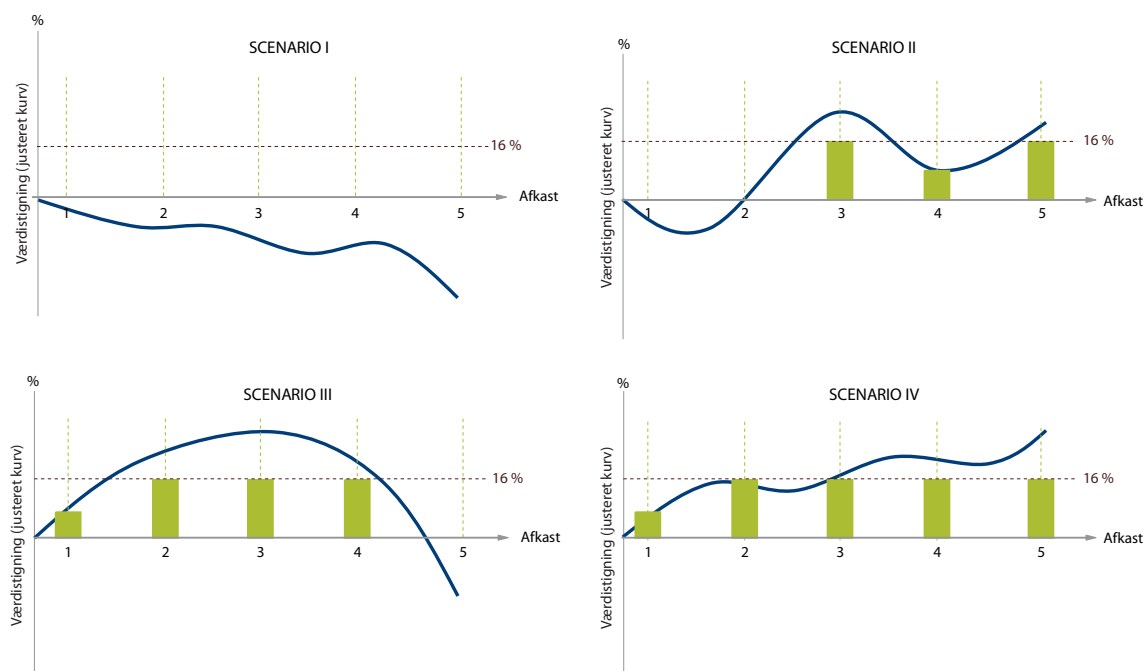 %
SCENARIO I
Værdistigning (justeret kurv)
16 %
Afkast
1 2 3 4 5
%
SCENARIO II
Værdistigning (justeret kurv)
16 %
Afkast
1 2 3 4 5
%
SCENARIO III
Værdistigning (justeret kurv)
16 %
Afkast
1 2 3 4 5
%
SCENARIO IV
Værdistigning (justeret kurv)
16 %
Afkast
1 2 3 4 5